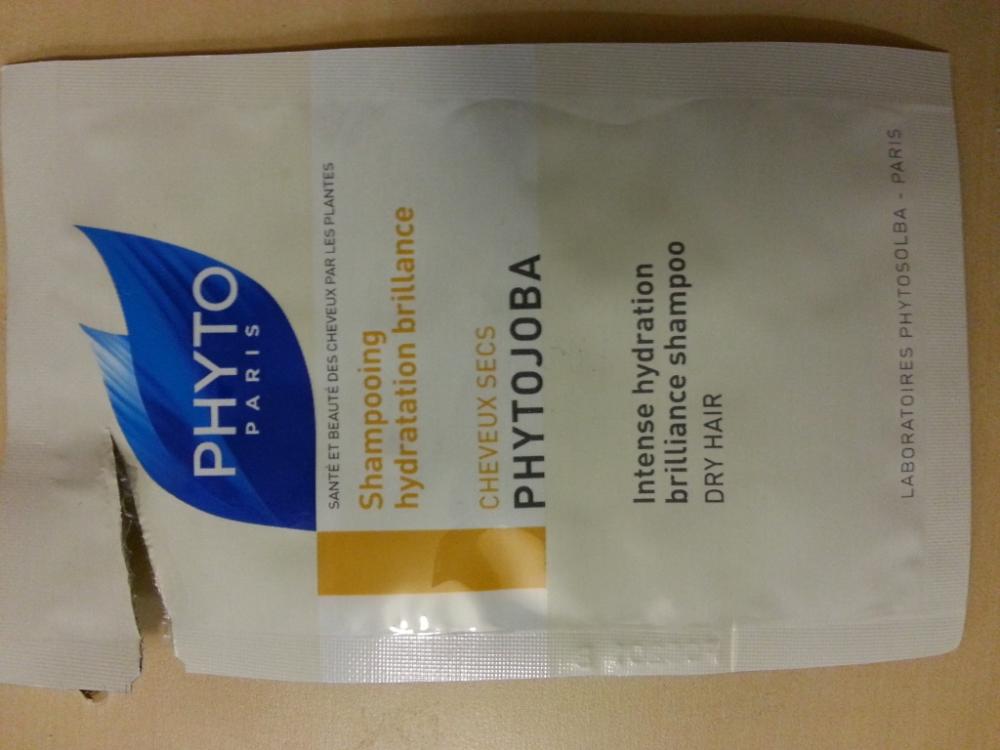 PHYTO
PARIS
SANTÉ ET BEAUTÉ DES CHEVEUX PAR LES PLANTES
Shampooing
hydratation brillance
CHEVEUX SECS
PHYTOJOBA
Intense hydration
brilliance shampoo
DRY HAIR
LABORATOIRES PHYTOSOLBA - PARIS